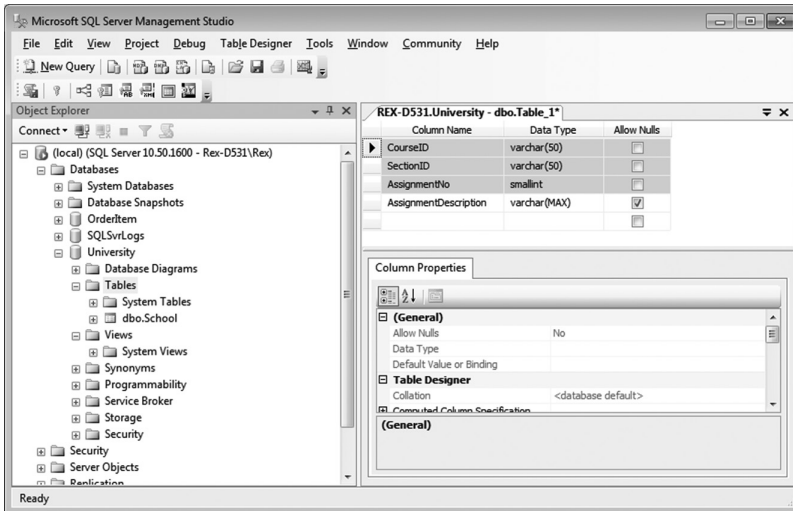 Microsoft SQL Server Management Studio
File Edit View Project Debug Table Designer Tools Window Community Help
New Query
Object Explorer
Connect
(local) (SQL Server 10.50.1600 - Rex-D531\Rex)
Databases
System Databases
Database Snapshots
OrderItem
SQLSvrLogs
University
Database Diagrams
Tables
System Tables
dbo.School
Views
System Views
Synonyms
Programmability
Service Broker
Storage
Security
Security
Server Objects
Replication
REX-D531.University - dbo.Table_1*
Column Name Data Type Allow Nulls
CourseID varchar(50)
SectionID varchar(50)
AssignmentNo smallint
AssignmentDescription varchar(MAX)
Column Properties
(General)
Allow Nulls No
Data Type
Default Value or Binding
Table Designer
Collation <database default>
Computed Column Specification
(General)
Ready